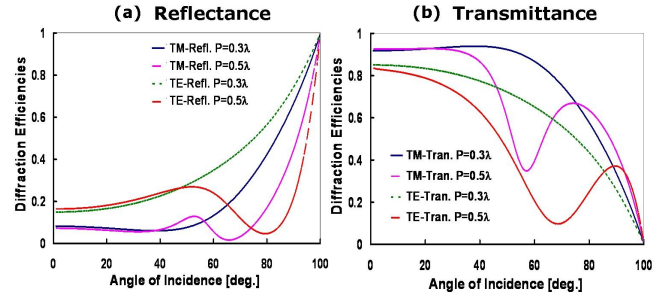 (a) Reflectance
Diffraction Efficiencies
1
0.8
0.6
0.4
0.2
0
TM-Refl. P=0.3λ
TM-Refl. P=0.5λ
TE-Refl. P=0.3λ
TE-Refl. P=0.5λ
0 20 40 60 80 100
Angle of Incidence [deg.]
(b) Transmittance
Diffraction Efficiencies
1
0.8
0.6
0.4
0.2
0
TM-Tran. P=0.3λ
TM-Tran. P=0.5λ
TE-Tran. P=0.3λ
TE-Tran. P=0.5λ
0 20 40 60 80 100
Angle of Incidence [deg.]